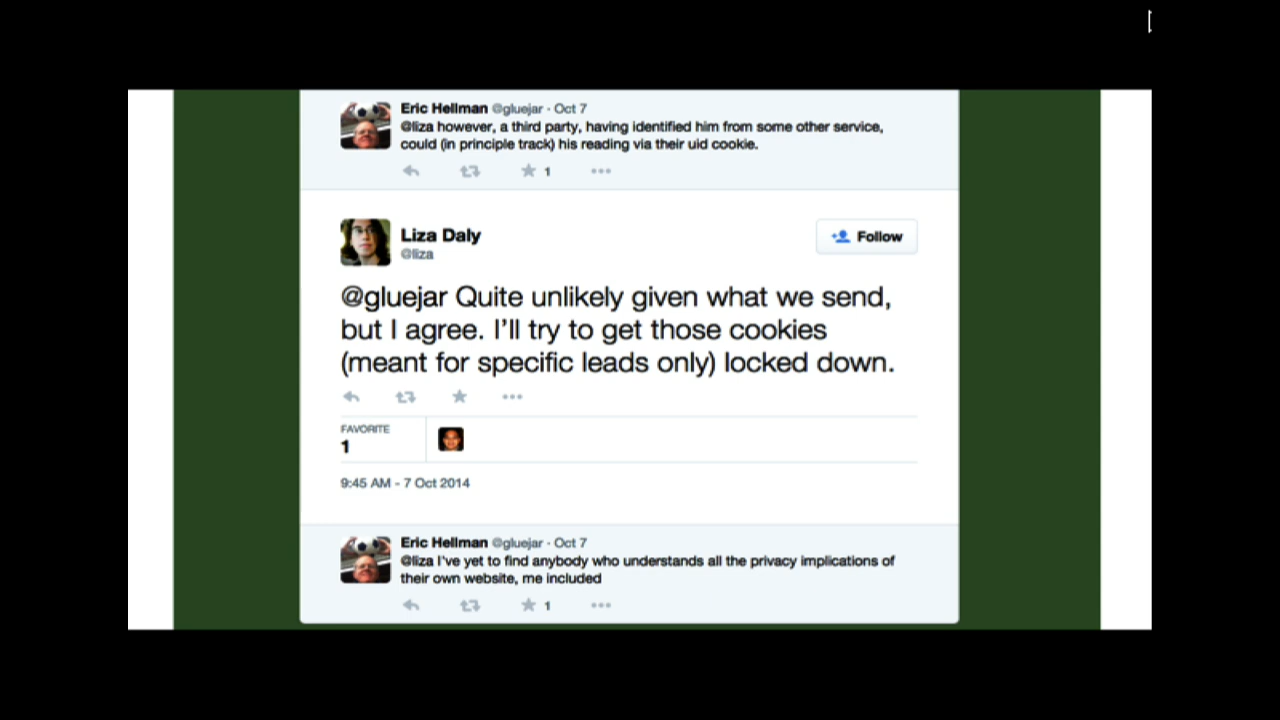 Eric Hellman @gluejar · Oct 7
@liza however, a third party, having identified him from some other service,
could (in principle track) his reading via their uid cookie.
1
Liza Daly
@liza
Follow
@gluejar Quite unlikely given what we send,
but I agree. I'll try to get those cookies
(meant for specific leads only) locked down.
FAVORITE
1
9:45 AM - 7 Oct 2014
Eric Hellman @gluejar · Oct 7
@liza I've yet to find anybody who understands all the privacy implications of
their own website, me included
1